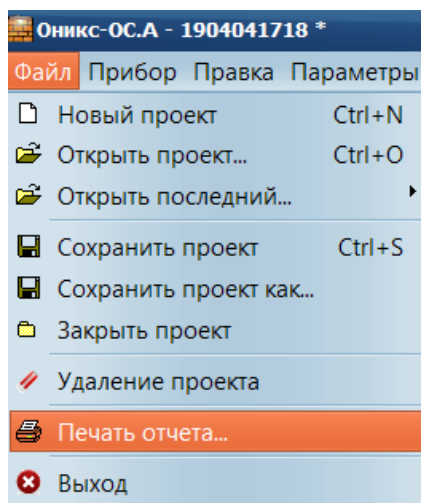 Оникс-ОС.А - 1904041718 *
Файл Прибор Правка Параметры
Новый проект Ctrl+N
Открыть проект... Ctrl+O
Открыть последний...
Сохранить проект Ctrl+S
Сохранить проект как...
Закрыть проект
Удаление проекта
Печать отчета...
Выход